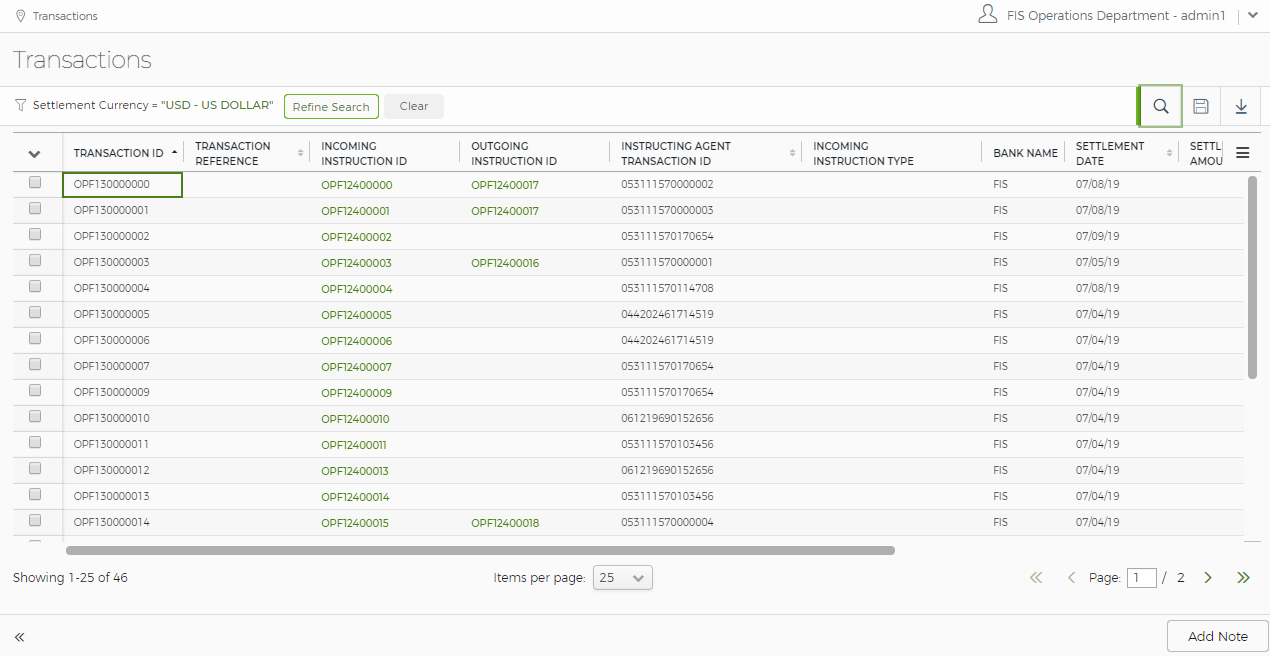 Transactions
FIS Operations Department - admin1
Transactions
Settlement Currency = "USD - US DOLLAR" Refine Search Clear
TRANSACTION ID TRANSACTION REFERENCE INCOMING INSTRUCTION ID OUTGOING INSTRUCTION ID INSTRUCTING AGENT TRANSACTION ID INCOMING INSTRUCTION TYPE BANK NAME SETTLEMENT DATE SETTL AMOU
OPF130000000 OPF12400000 OPF12400017 053111570000002 FIS 07/08/19
OPF130000001 OPF12400001 OPF12400017 053111570000003 FIS 07/08/19
OPF130000002 OPF12400002 053111570170654 FIS 07/09/19
OPF130000003 OPF12400003 OPF12400016 053111570000001 FIS 07/05/19
OPF130000004 OPF12400004 053111570114708 FIS 07/08/19
OPF130000005 OPF12400005 044202461714519 FIS 07/04/19
OPF130000006 OPF12400006 044202461714519 FIS 07/04/19
OPF130000007 OPF12400007 053111570170654 FIS 07/04/19
OPF130000009 OPF12400009 053111570170654 FIS 07/04/19
OPF130000010 OPF12400010 061219690152656 FIS 07/04/19
OPF130000011 OPF12400011 053111570103456 FIS 07/04/19
OPF130000012 OPF12400013 061219690152656 FIS 07/04/19
OPF130000013 OPF12400014 053111570103456 FIS 07/04/19
OPF130000014 OPF12400015 OPF12400018 053111570000004 FIS 07/04/19
Showing 1-25 of 46 Items per page: 25 Page: 1 / 2
Add Note